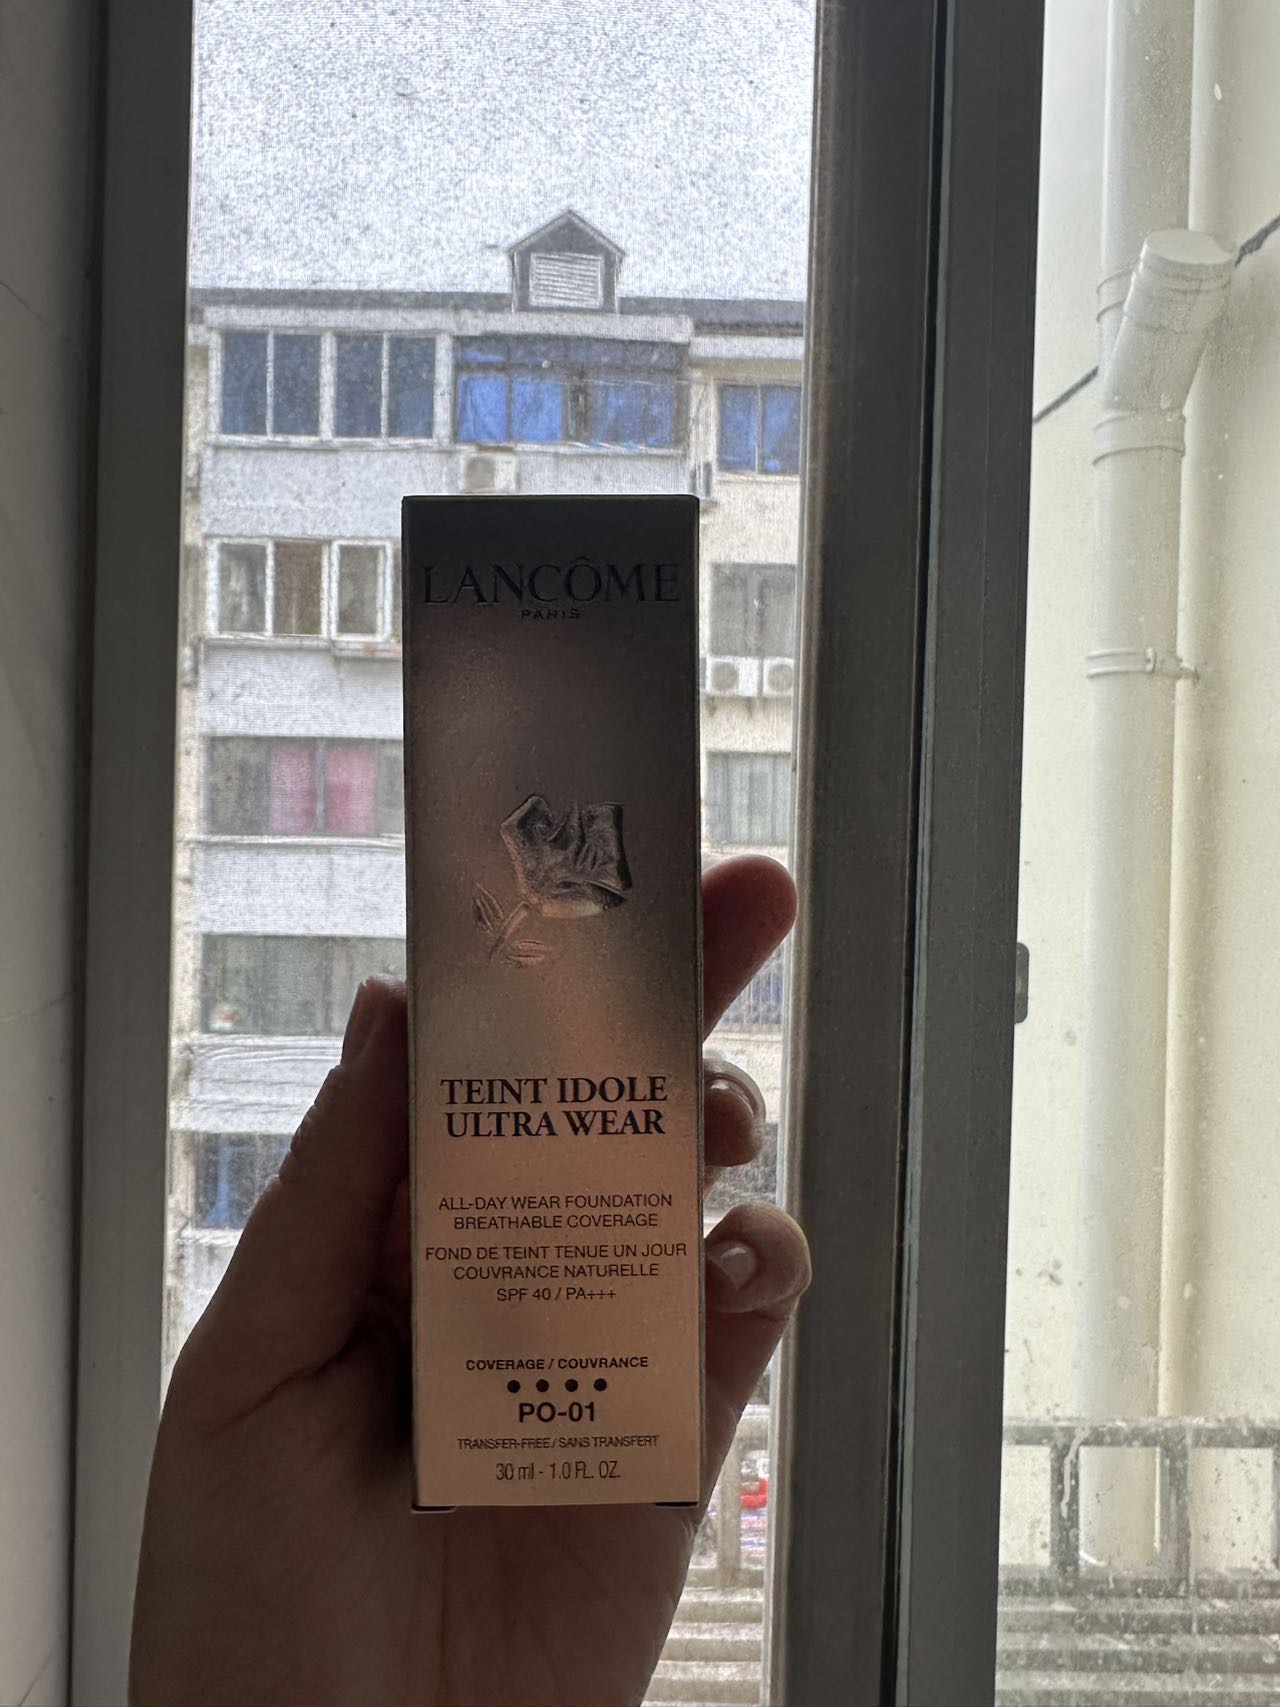 LANCÔME
PARIS
TEINT IDOLE
ULTRA WEAR
ALL-DAY WEAR FOUNDATION
BREATHABLE COVERAGE
FOND DE TEINT TENUE UN JOUR
COUVRANCE NATURELLE
SPF 40 / PA+++
COVERAGE / COUVRANCE
PO-01
TRANSFER-FREE / SANS TRANSFERT
30 ml - 1.0 FL. OZ.